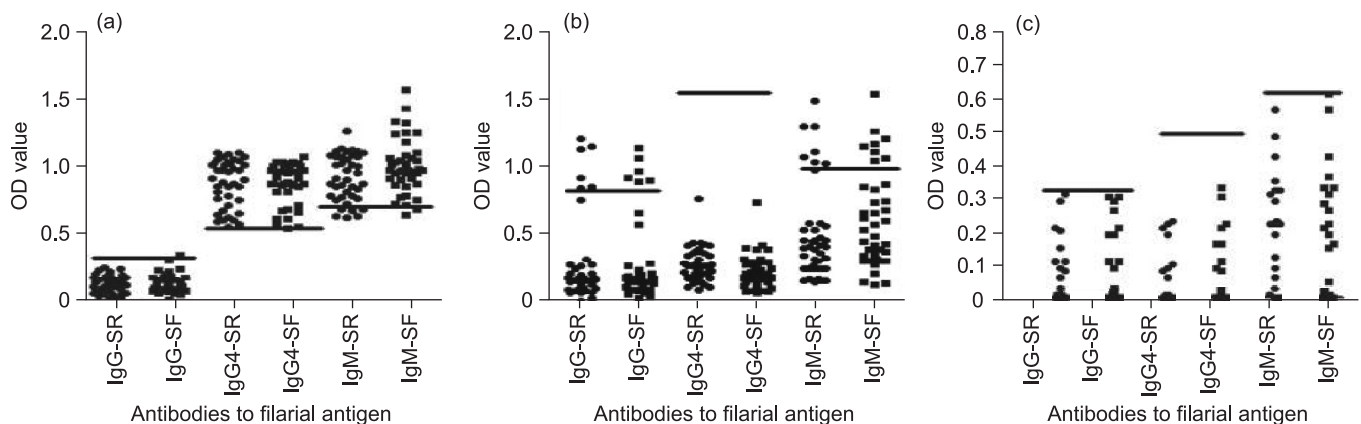 (a)
2.0
1.5
1.0
0.5
0
OD value
IgG-SR
IgG-SF
IgG4-SR
IgG4-SF
IgM-SR
IgM-SF
Antibodies to filarial antigen
(b)
2.0
1.5
1.0
0.5
0
OD value
IgG-SR
IgG-SF
IgG4-SR
IgG4-SF
IgM-SR
IgM-SF
Antibodies to filarial antigen
(c)
0.8
0.7
0.6
0.5
0.4
0.3
0.2
0.1
0
OD value
IgG-SR
IgG-SF
IgG4-SR
IgG4-SF
IgM-SR
IgM-SF
Antibodies to filarial antigen